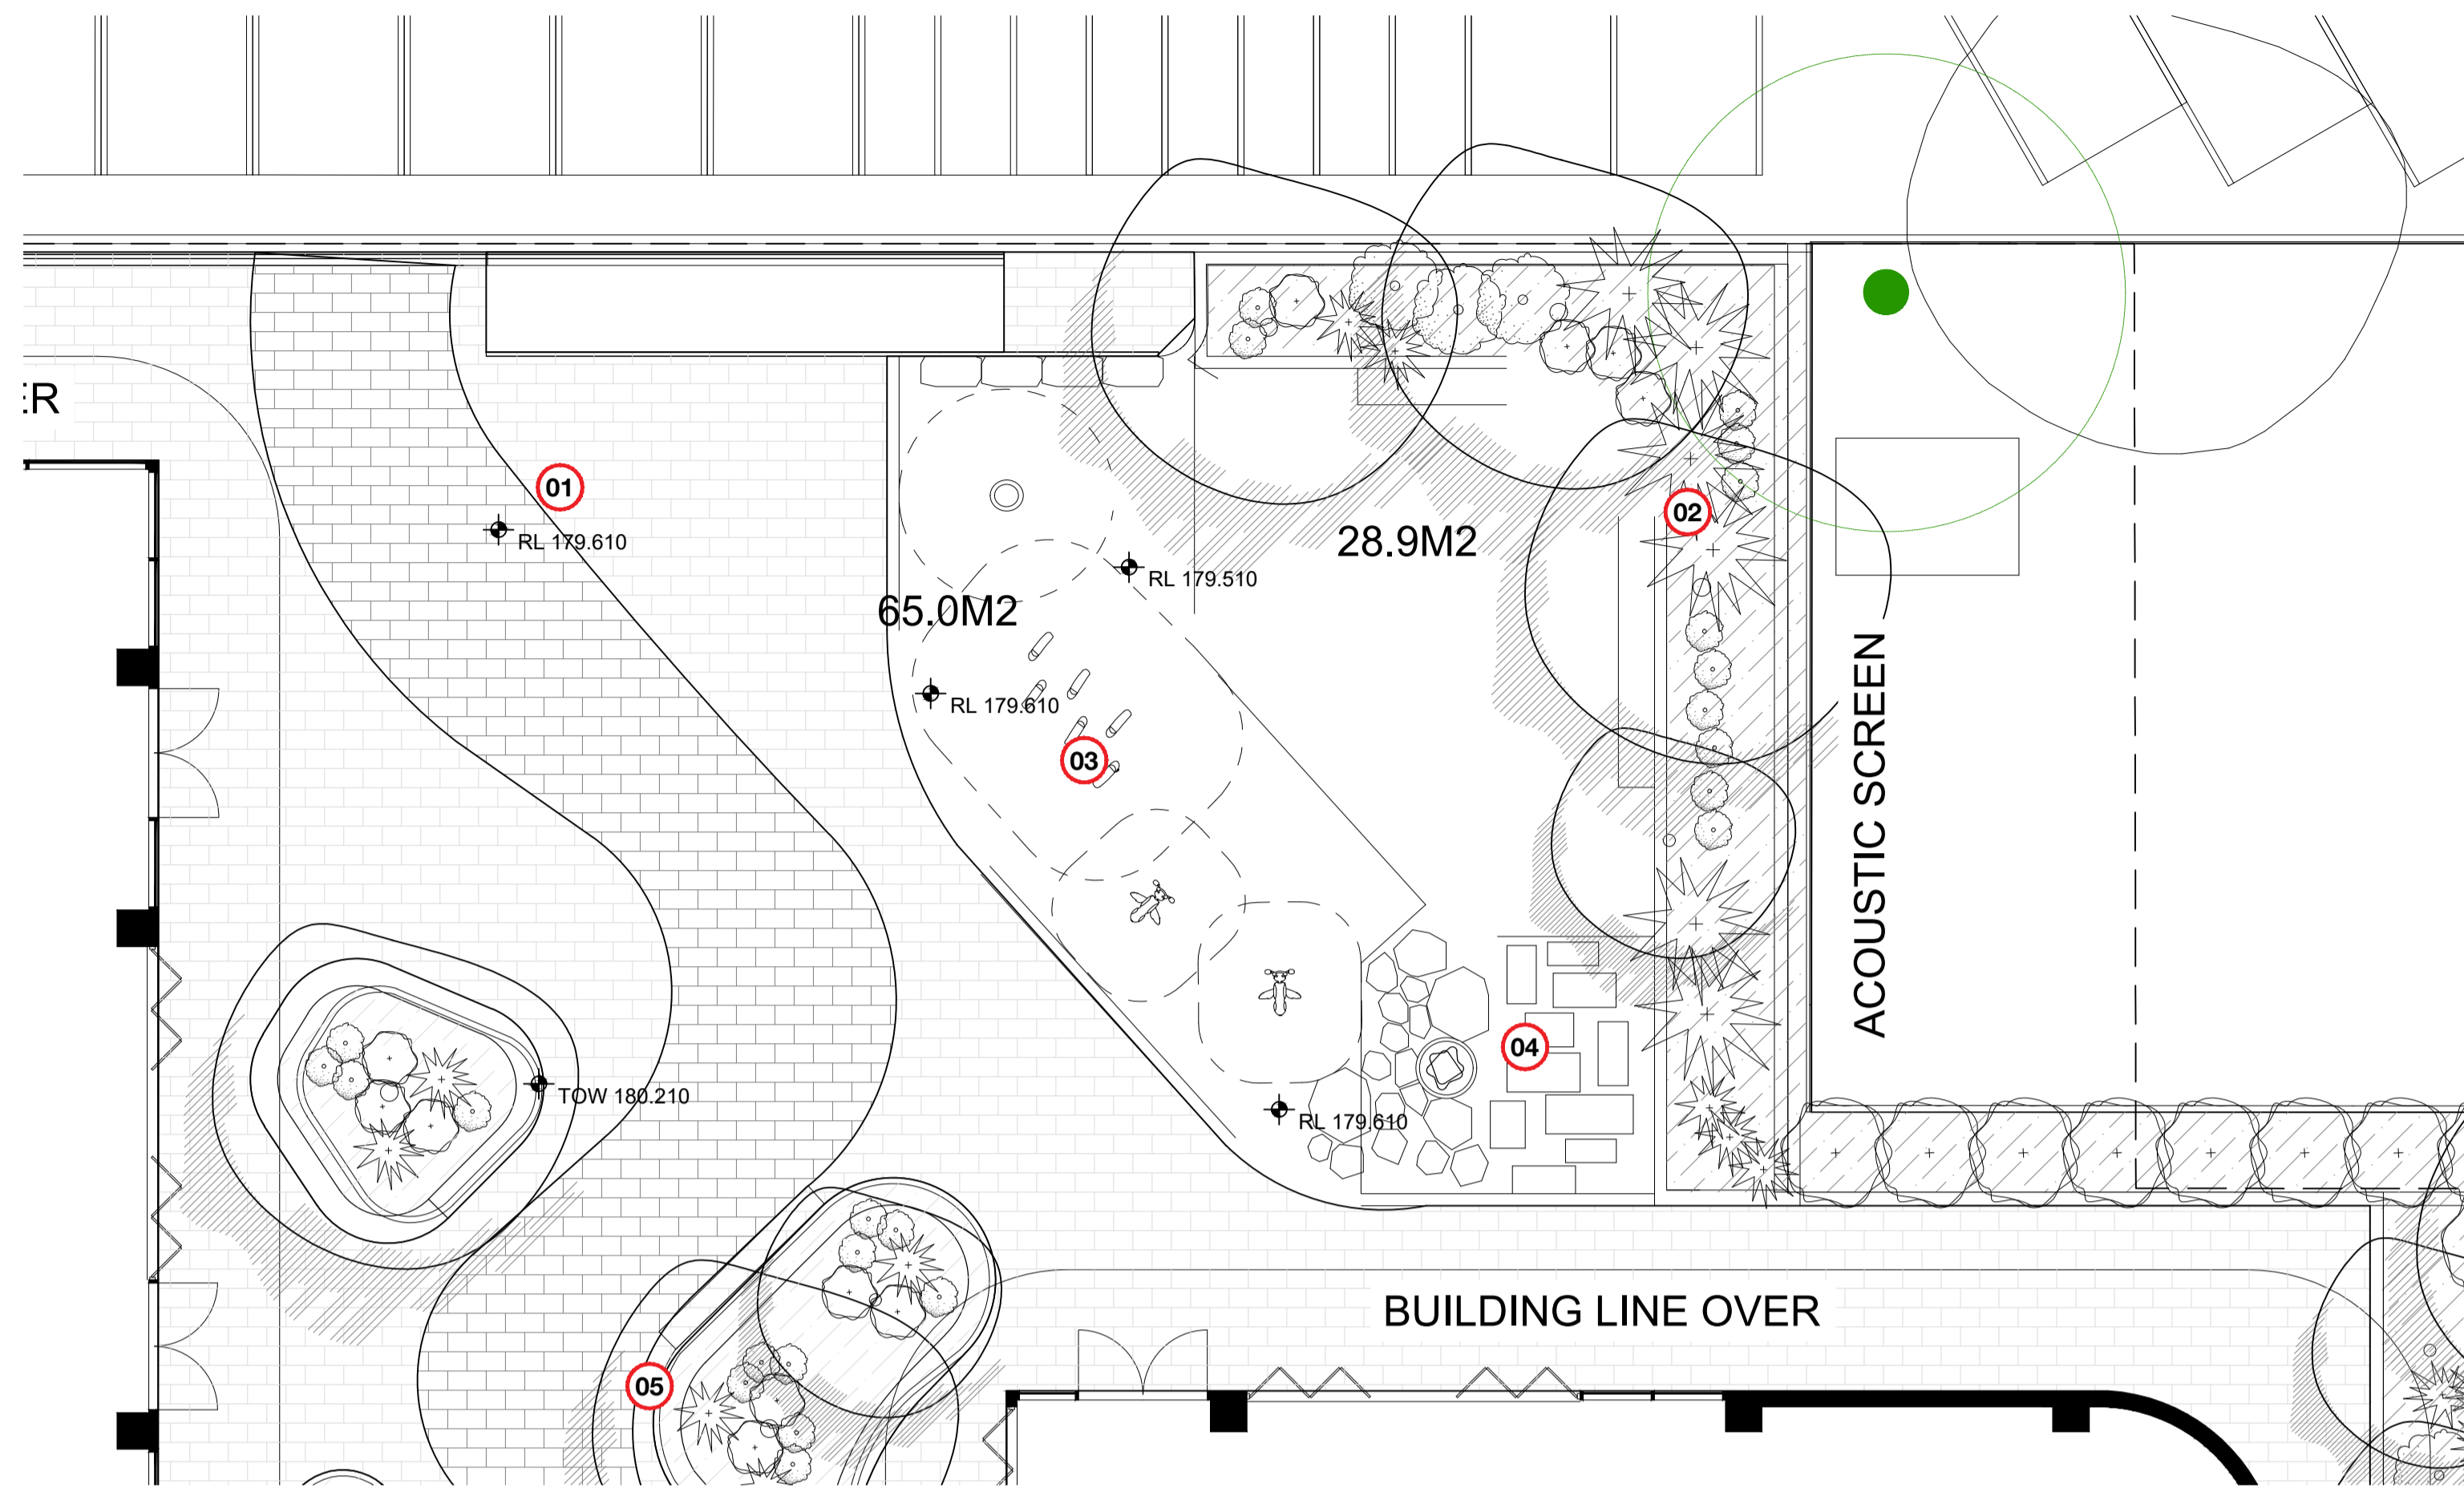 ER
01
RL 179.610
02
28.9M2
RL 179.510
65.0M2
RL 179.610
03
ACOUSTIC SCREEN
04
TOW 180.210
RL 179.610
BUILDING LINE OVER
05